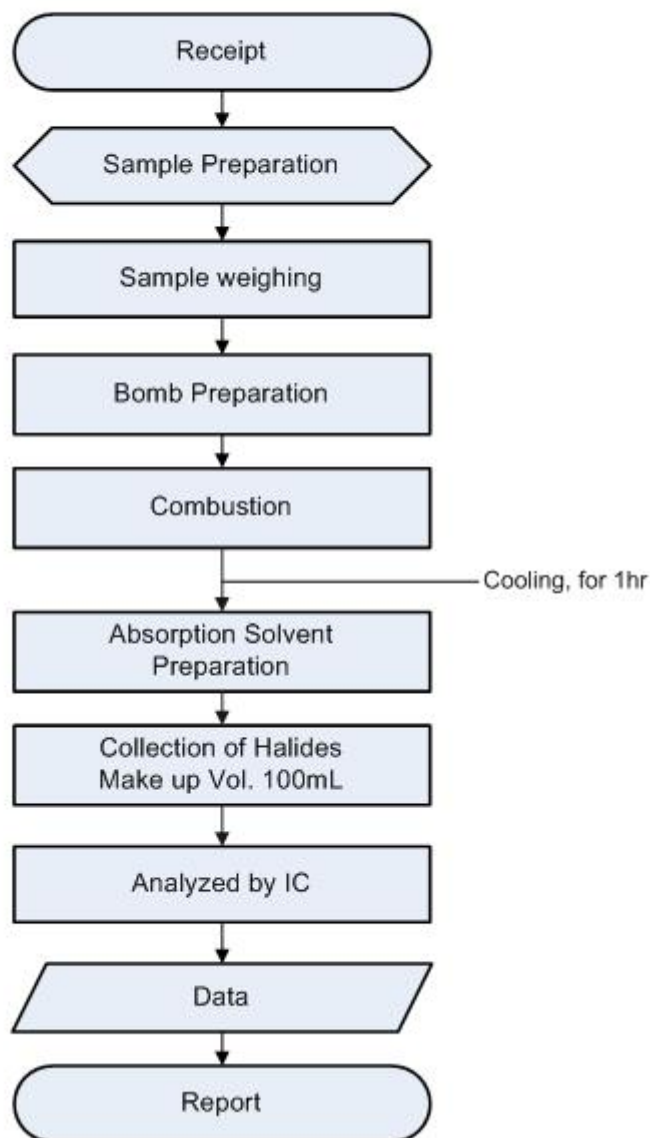 Receipt
Sample Preparation
Sample weighing
Bomb Preparation
Combustion
Cooling, for 1hr
Absorption Solvent
Preparation
Collection of Halides
Make up Vol. 100mL
Analyzed by IC
Data
Report